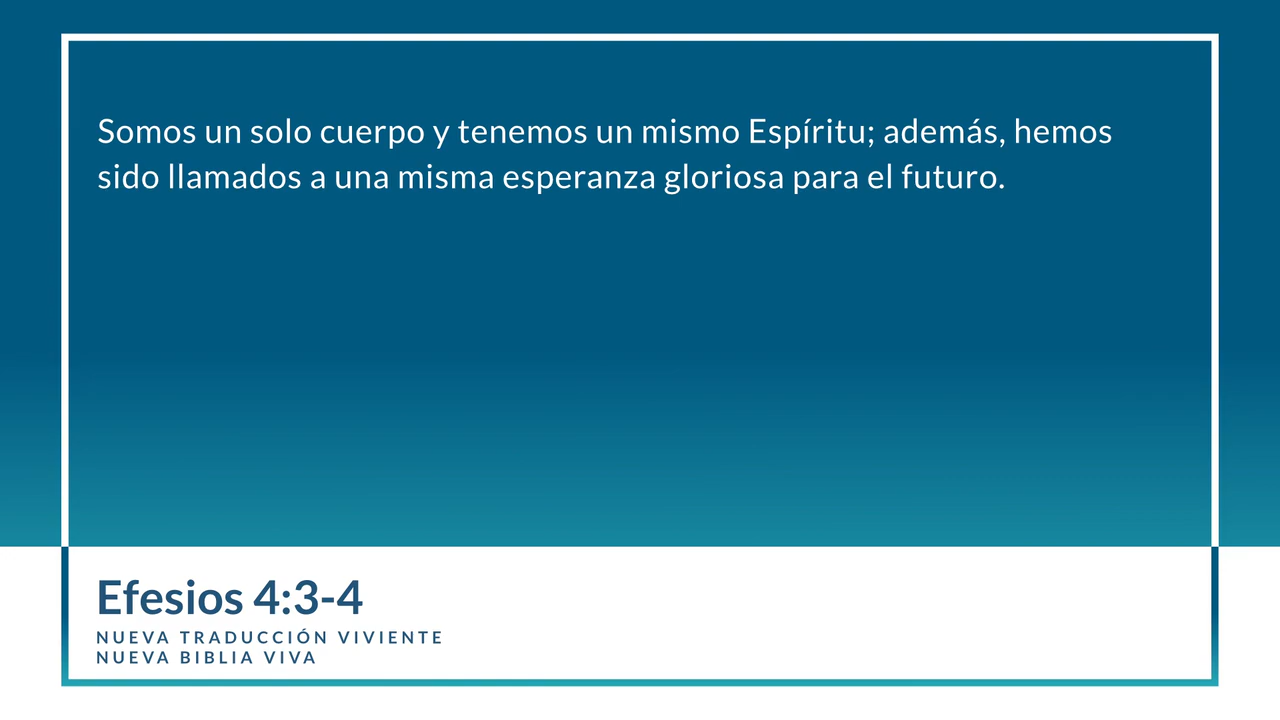 Somos un solo cuerpo y tenemos un mismo Espíritu; además, hemos
sido llamados a una misma esperanza gloriosa para el futuro.
Efesios 4:3-4
NUEVA TRADUCCIÓN VIVIENTE
NUEVA BIBLIA VIVA